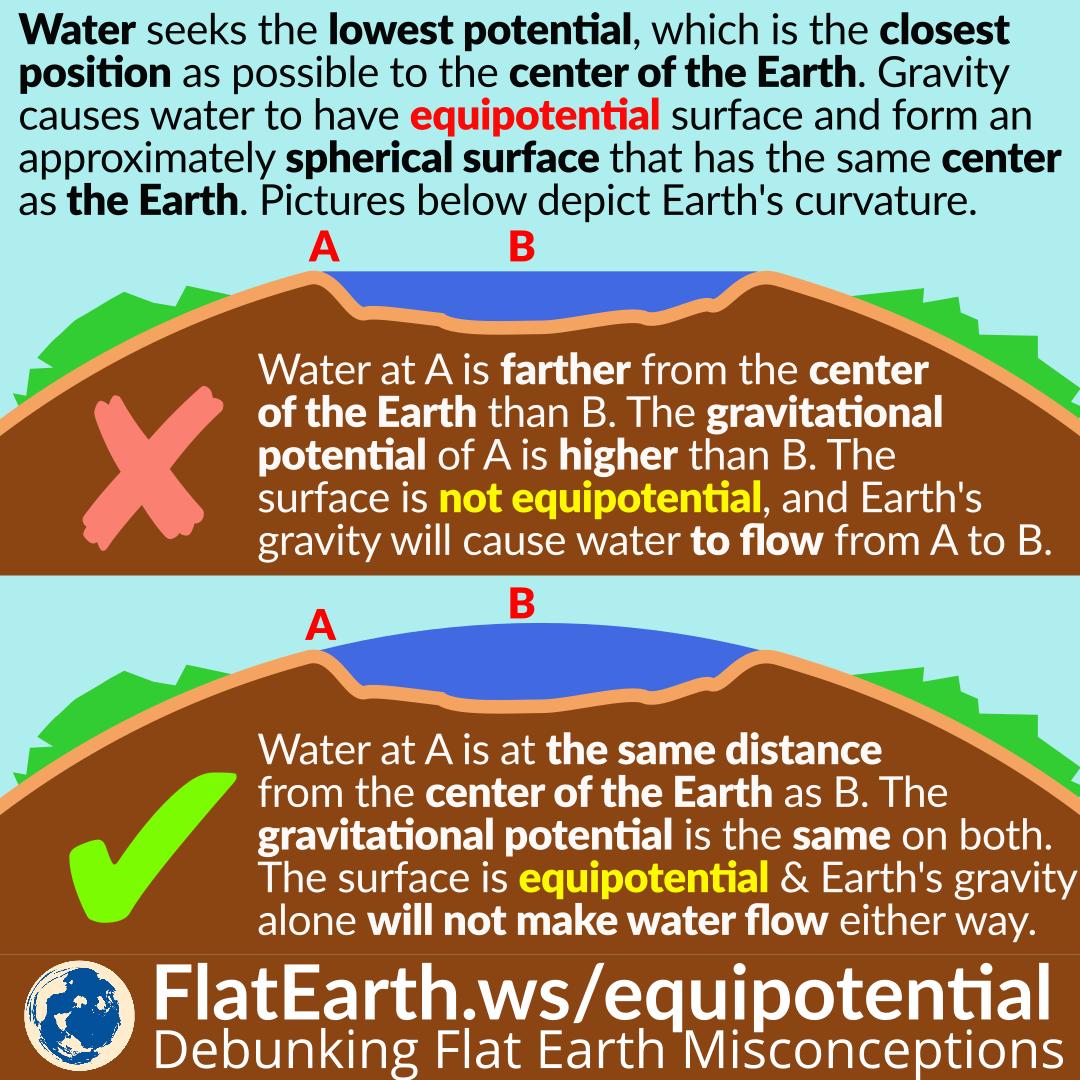 Water seeks the lowest potential, which is the closest
position as possible to the center of the Earth. Gravity
causes water to have equipotential surface and form an
approximately spherical surface that has the same center
as the Earth. Pictures below depict Earth's curvature.
A B
Water at A is farther from the center
of the Earth than B. The gravitational
potential of A is higher than B. The
surface is not equipotential, and Earth's
gravity will cause water to flow from A to B.
A B
Water at A is at the same distance
from the center of the Earth as B. The
gravitational potential is the same on both.
The surface is equipotential & Earth's gravity
alone will not make water flow either way.
FlatEarth.ws/equipotential
Debunking Flat Earth Misconceptions